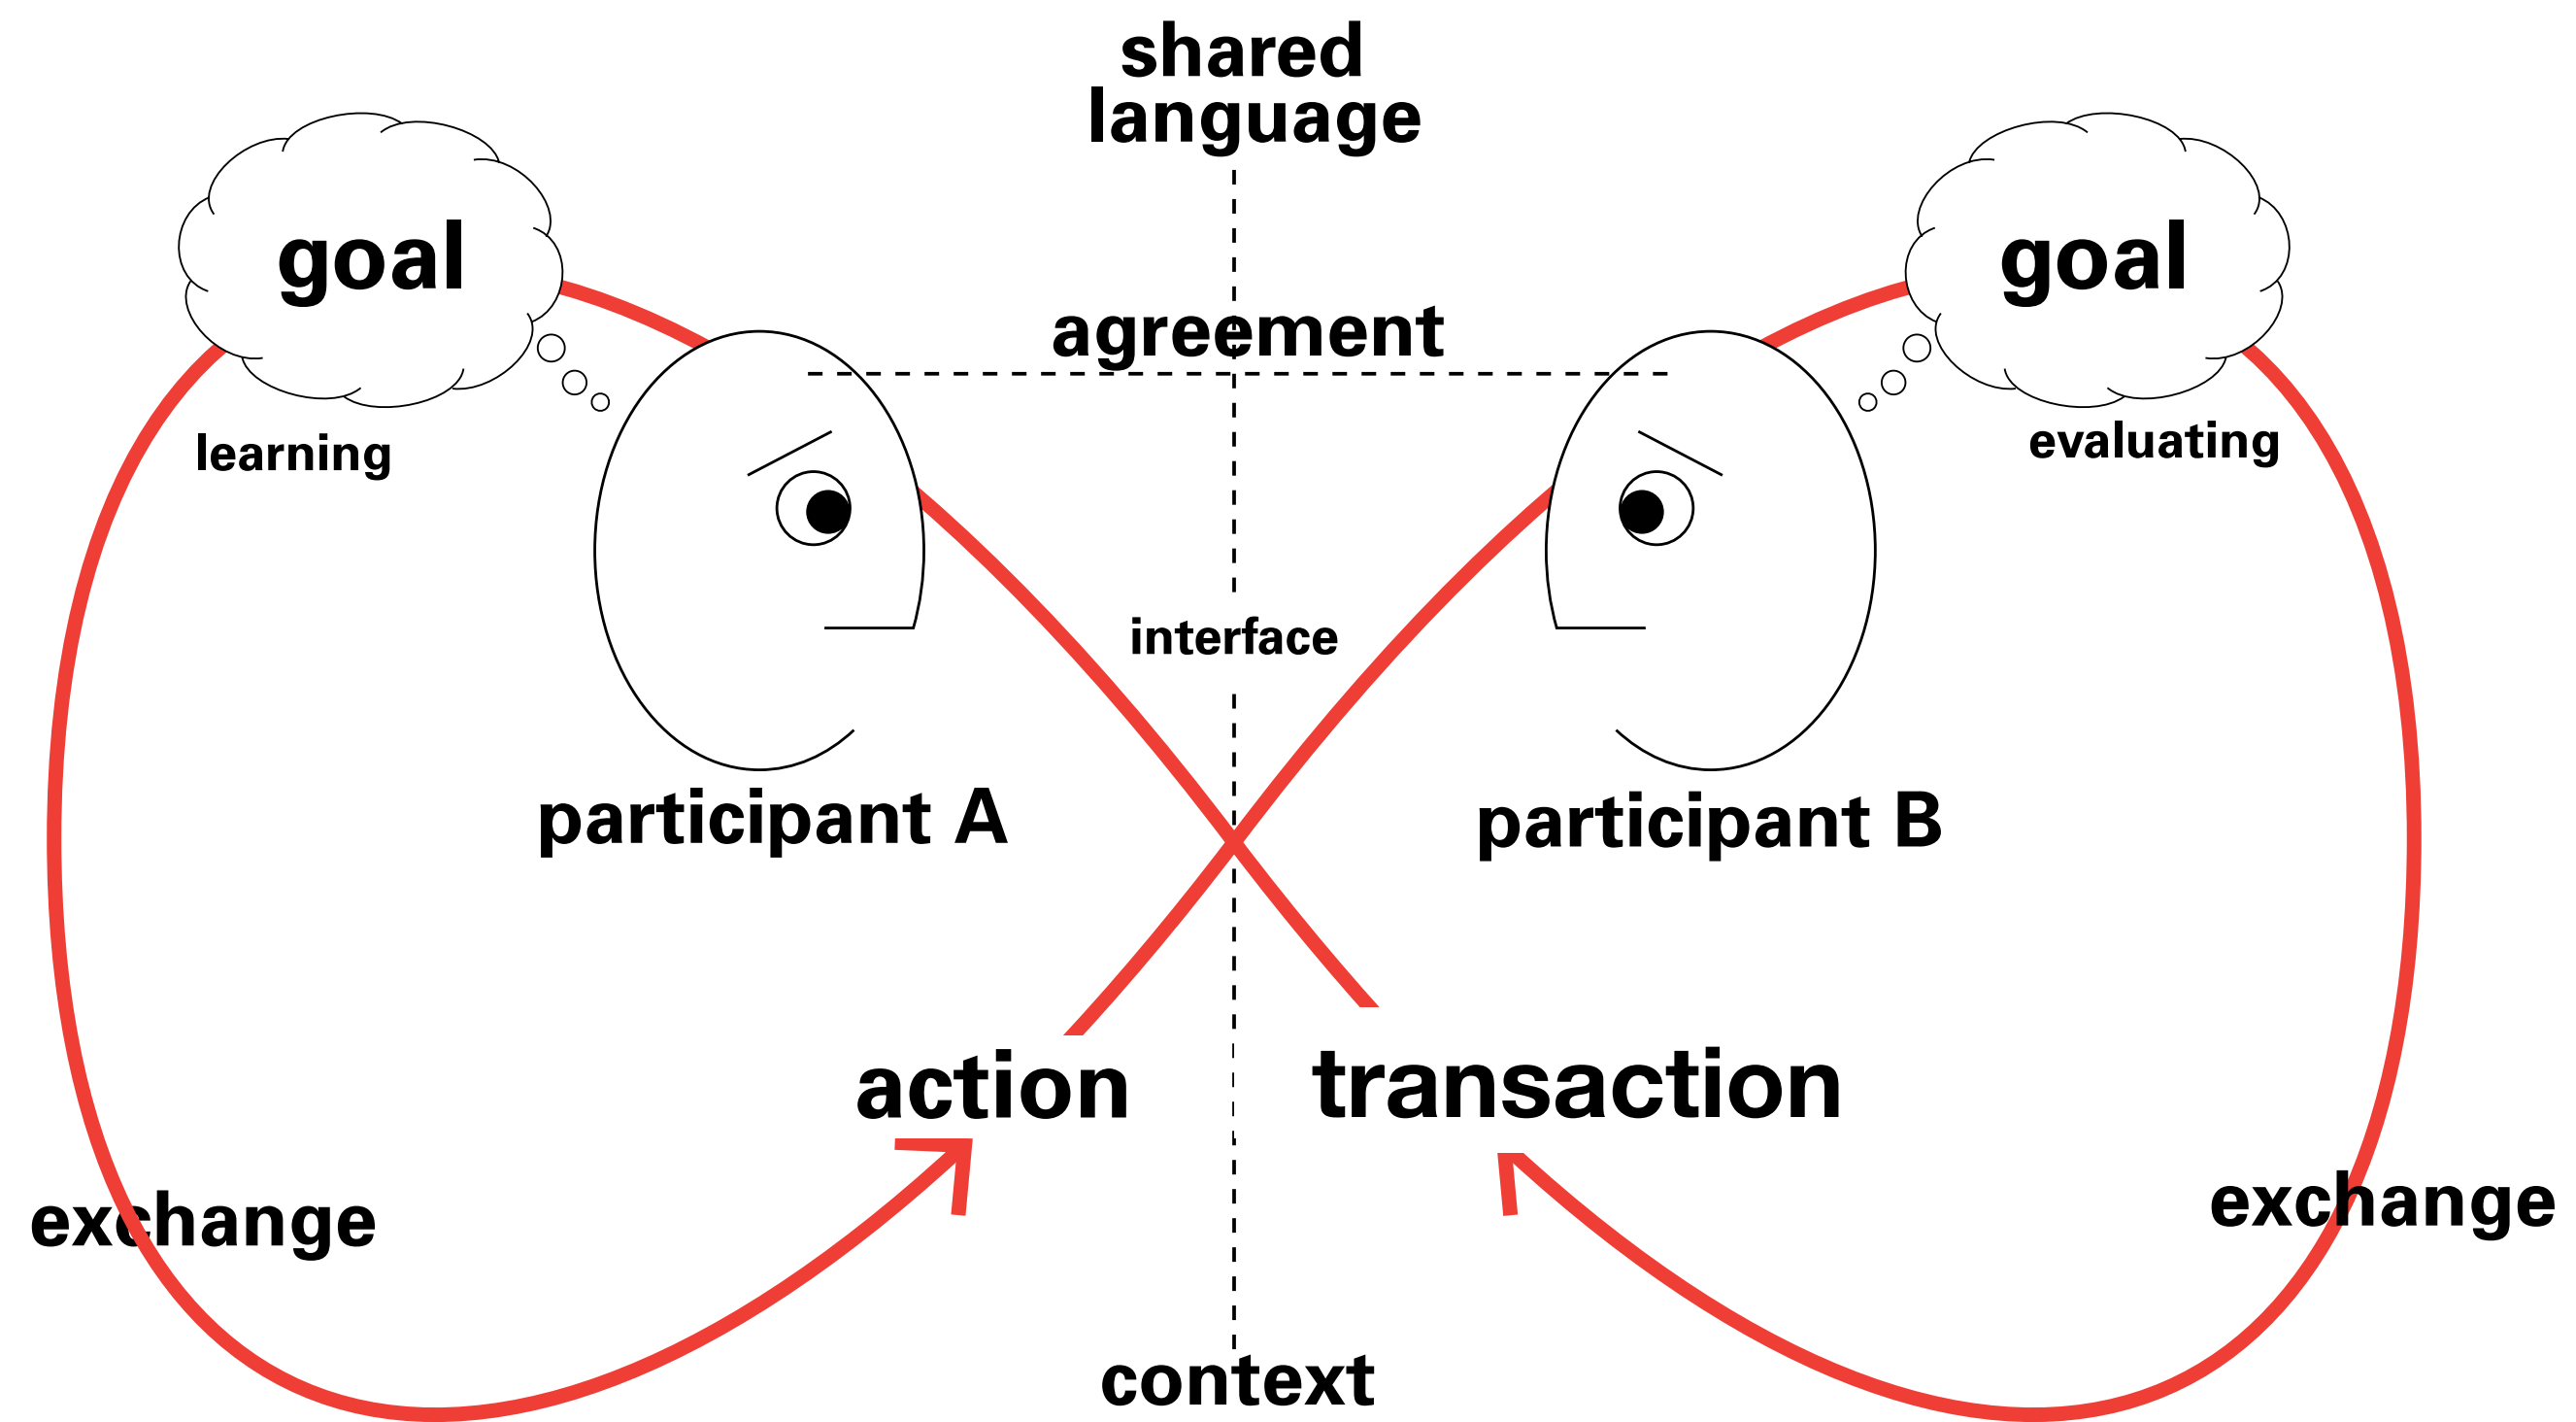 shared
language
goal
goal
agreement
learning
evaluating
interface
participant A
participant B
action
transaction
exchange
exchange
context